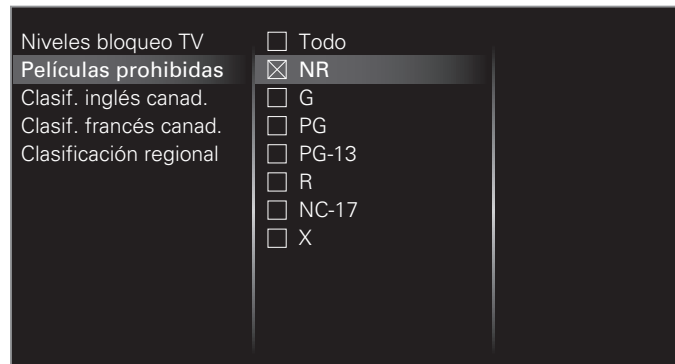 Niveles bloqueo TV
Películas prohibidas
Clasif. inglés canad.
Clasif. francés canad.
Clasificación regional
Todo
NR
G
PG
PG-13
R
NC-17
X